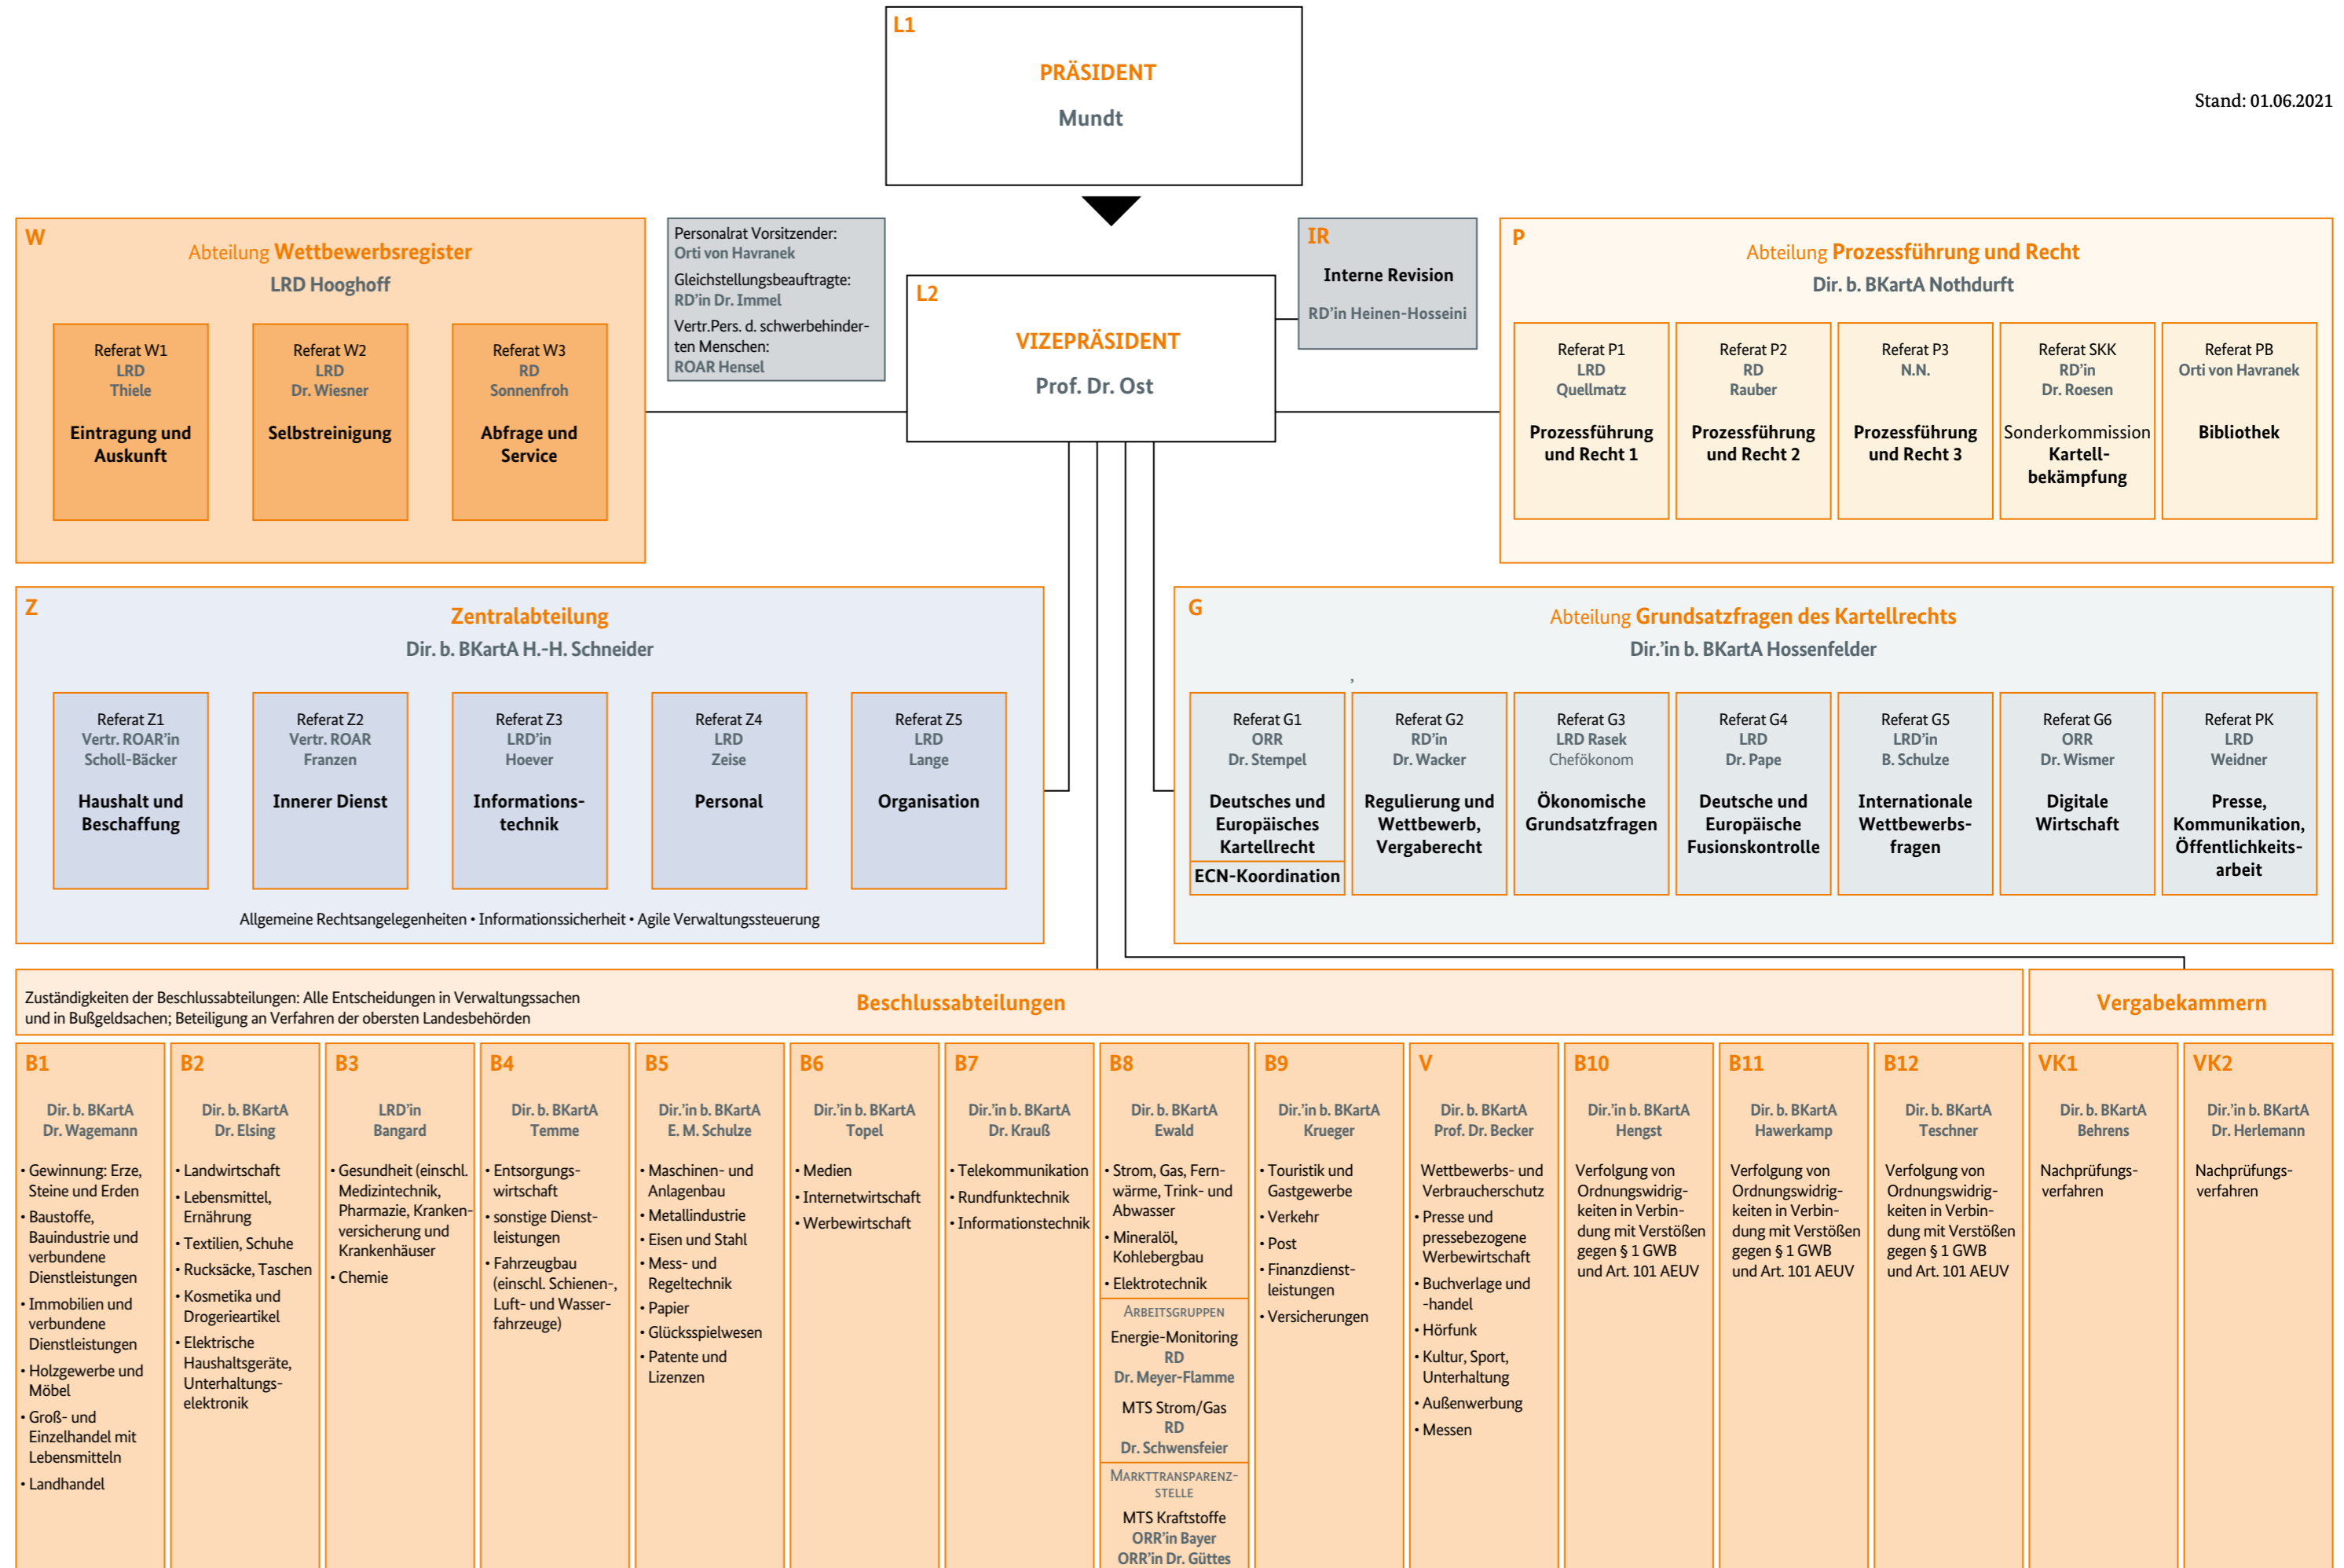 L1
PRÄSIDENT
Mundt
Stand: 01.06.2021
W
Abteilung Wettbewerbsregister
LRD Hooghoff
Referat W1
LRD
Thiele
Eintragung und
Auskunft
Referat W2
LRD
Dr. Wiesner
Selbstreinigung
Referat W3
RD
Sonnenfroh
Abfrage und
Service
Personalrat Vorsitzender:
Orti von Havranek
Gleichstellungsbeauftragte:
RD’in Dr. Immel
Vertr.Pers. d. schwerbehinder-
ten Menschen:
ROAR Hensel
L2
VIZEPRÄSIDENT
Prof. Dr. Ost
IR
Interne Revision
RD’in Heinen-Hosseini
P
Abteilung Prozessführung und Recht
Dir. b. BKartA Nothdurft
Referat P1
LRD
Quellmatz
Prozessführung
und Recht 1
Referat P2
RD
Rauber
Prozessführung
und Recht 2
Referat P3
N.N.
Prozessführung
und Recht 3
Referat SKK
RD’in
Dr. Roesen
Sonderkommission
Kartell-
bekämpfung
Referat PB
Orti von Havranek
Bibliothek
Z
Zentralabteilung
Dir. b. BKartA H.-H. Schneider
Referat Z1
Vertr. ROAR’in
Scholl-Bäcker
Haushalt und
Beschaffung
Referat Z2
Vertr. ROAR
Franzen
Innerer Dienst
Referat Z3
LRD’in
Hoever
Informations-
technik
Referat Z4
LRD
Zeise
Personal
Referat Z5
LRD
Lange
Organisation
Allgemeine Rechtsangelegenheiten • Informationssicherheit • Agile Verwaltungssteuerung
G
Abteilung Grundsatzfragen des Kartellrechts
Dir.’in b. BKartA Hossenfelder
,
Referat G1
ORR
Dr. Stempel
Deutsches und
Europäisches
Kartellrecht
ECN-Koordination
Referat G2
RD’in
Dr. Wacker
Regulierung und
Wettbewerb,
Vergaberecht
Referat G3
LRD Rasek
Chefökonom
Ökonomische
Grundsatzfragen
Referat G4
LRD
Dr. Pape
Deutsche und
Europäische
Fusionskontrolle
Referat G5
LRD’in
B. Schulze
Internationale
Wettbewerbs-
fragen
Referat G6
ORR
Dr. Wismer
Digitale
Wirtschaft
Referat PK
LRD
Weidner
Presse,
Kommunikation,
Öffentlichkeits-
arbeit
Zuständigkeiten der Beschlussabteilungen: Alle Entscheidungen in Verwaltungssachen
und in Bußgeldsachen; Beteiligung an Verfahren der obersten Landesbehörden
Beschlussabteilungen
Vergabekammern
B1
Dir. b. BKartA
Dr. Wagemann
• Gewinnung: Erze,
Steine und Erden
• Baustoffe,
Bauindustrie und
verbundene
Dienstleistungen
• Immobilien und
verbundene
Dienstleistungen
• Holzgewerbe und
Möbel
• Groß- und
Einzelhandel mit
Lebensmitteln
• Landhandel
B2
Dir. b. BKartA
Dr. Elsing
• Landwirtschaft
• Lebensmittel,
Ernährung
• Textilien, Schuhe
• Rucksäcke, Taschen
• Kosmetika und
Drogerieartikel
• Elektrische
Haushaltsgeräte,
Unterhaltungs-
elektronik
B3
LRD’in
Bangard
• Gesundheit (einschl.
Medizintechnik,
Pharmazie, Kranken-
versicherung und
Krankenhäuser
• Chemie
B4
Dir. b. BKartA
Temme
• Entsorgungs-
wirtschaft
• sonstige Dienst-
leistungen
• Fahrzeugbau
(einschl. Schienen-,
Luft- und Wasser-
fahrzeuge)
B5
Dir.’in b. BKartA
E. M. Schulze
• Maschinen- und
Anlagenbau
• Metallindustrie
• Eisen und Stahl
• Mess- und
Regeltechnik
• Papier
• Glücksspielwesen
• Patente und
Lizenzen
B6
Dir.’in b. BKartA
Topel
• Medien
• Internetwirtschaft
• Werbewirtschaft
B7
Dir.’in b. BKartA
Dr. Krauß
• Telekommunikation
• Rundfunktechnik
• Informationstechnik
B8
Dir. b. BKartA
Ewald
• Strom, Gas, Fern-
wärme, Trink- und
Abwasser
• Mineralöl,
Kohlebergbau
• Elektrotechnik
ARBEITSGRUPPEN
Energie-Monitoring
RD
Dr. Meyer-Flamme
MTS Strom/Gas
RD
Dr. Schwensfeier
MARKTTRANSPARENZ-
STELLE
MTS Kraftstoffe
ORR’in Bayer
ORR’in Dr. Güttes
B9
Dir.’in b. BKartA
Krueger
• Touristik und
Gastgewerbe
• Verkehr
• Post
• Finanzdienst-
leistungen
• Versicherungen
V
Dir. b. BKartA
Prof. Dr. Becker
Wettbewerbs- und
Verbraucherschutz
• Presse und
pressebezogene
Werbewirtschaft
• Buchverlage und
-handel
• Hörfunk
• Kultur, Sport,
Unterhaltung
• Außenwerbung
• Messen
B10
Dir.’in b. BKartA
Hengst
Verfolgung von
Ordnungswidrig-
keiten in Verbin-
dung mit Verstößen
gegen § 1 GWB
und Art. 101 AEUV
B11
Dir. b. BKartA
Hawerkamp
Verfolgung von
Ordnungswidrig-
keiten in Verbin-
dung mit Verstößen
gegen § 1 GWB
und Art. 101 AEUV
B12
Dir. b. BKartA
Teschner
Verfolgung von
Ordnungswidrig-
keiten in Verbin-
dung mit Verstößen
gegen § 1 GWB
und Art. 101 AEUV
VK1
Dir. b. BKartA
Behrens
Nachprüfungs-
verfahren
VK2
Dir.’in b. BKartA
Dr. Herlemann
Nachprüfungs-
verfahren